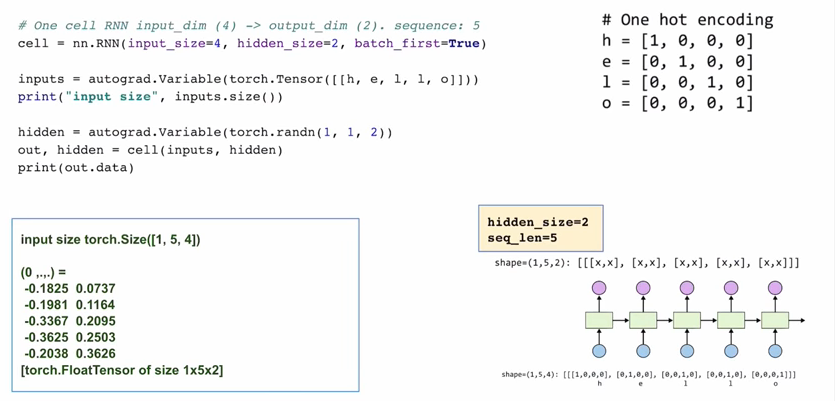 # One cell RNN input_dim (4) -> output_dim (2). sequence: 5
cell = nn.RNN(input_size=4, hidden_size=2, batch_first=True)
inputs = autograd.Variable(torch.Tensor([[h, e, l, l, o]]))
print("input size", inputs.size())
hidden = autograd.Variable(torch.randn(1, 1, 2))
out, hidden = cell(inputs, hidden)
print(out.data)
# One hot encoding
h = [1, 0, 0, 0]
e = [0, 1, 0, 0]
l = [0, 0, 1, 0]
o = [0, 0, 0, 1]
input size torch.Size([1, 5, 4])
(0 ,.,.) =
-0.1825 0.0737
-0.1981 0.1164
-0.3367 0.2095
-0.3625 0.2503
-0.2038 0.3626
[torch.FloatTensor of size 1x5x2]
hidden_size=2
seq_len=5
shape=(1,5,2): [[[x,x], [x,x], [x,x], [x,x], [x,x]]]
shape=(1,5,4): [[[1,0,0,0], [0,1,0,0], [0,0,1,0], [0,0,1,0], [0,0,0,1]]]
h e l l o